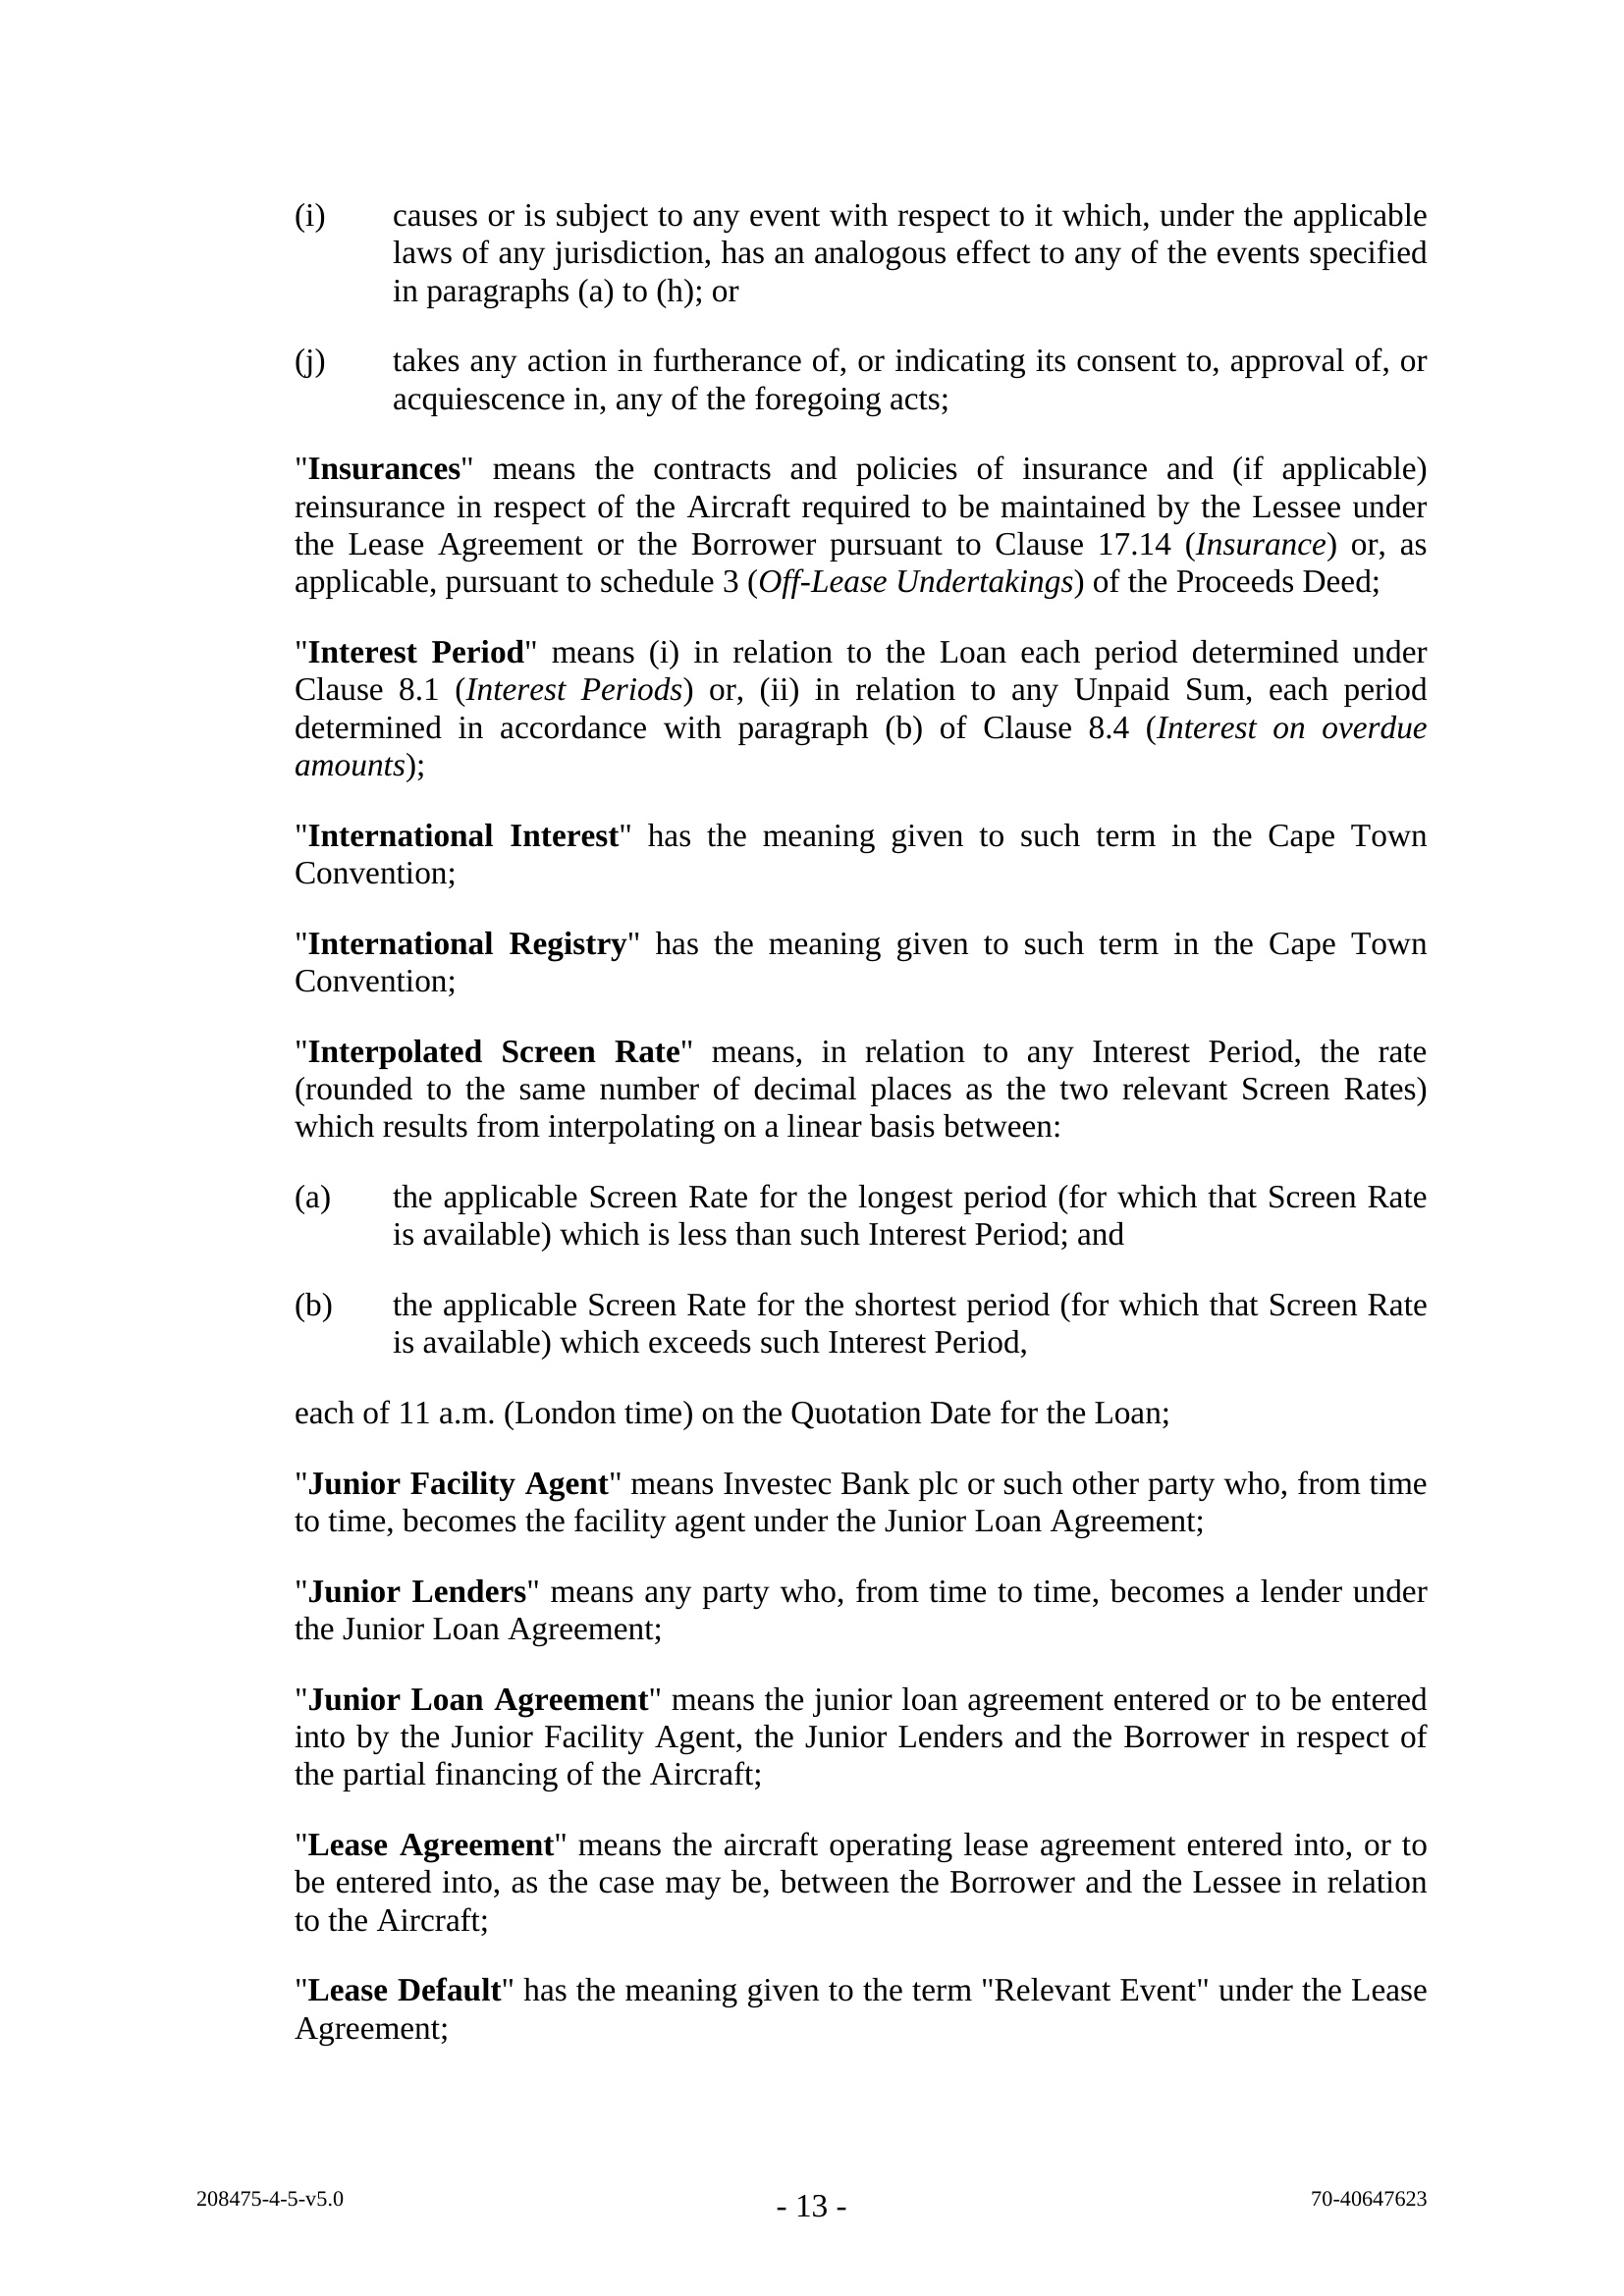 (i) causes or is subject to any event with respect to it which, under the applicable
laws of any jurisdiction, has an analogous effect to any of the events specified
in paragraphs (a) to (h); or
(j) takes any action in furtherance of, or indicating its consent to, approval of, or
acquiescence in, any of the foregoing acts;
"Insurances" means the contracts and policies of insurance and (if applicable)
reinsurance in respect of the Aircraft required to be maintained by the Lessee under
the Lease Agreement or the Borrower pursuant to Clause 17.14 (Insurance) or, as
applicable, pursuant to schedule 3 (Off-Lease Undertakings) of the Proceeds Deed;
"Interest Period" means (i) in relation to the Loan each period determined under
Clause 8.1 (Interest Periods) or, (ii) in relation to any Unpaid Sum, each period
determined in accordance with paragraph (b) of Clause 8.4 (Interest on overdue
amounts);
"International Interest" has the meaning given to such term in the Cape Town
Convention;
"International Registry" has the meaning given to such term in the Cape Town
Convention;
"Interpolated Screen Rate" means, in relation to any Interest Period, the rate
(rounded to the same number of decimal places as the two relevant Screen Rates)
which results from interpolating on a linear basis between:
(a) the applicable Screen Rate for the longest period (for which that Screen Rate
is available) which is less than such Interest Period; and
(b) the applicable Screen Rate for the shortest period (for which that Screen Rate
is available) which exceeds such Interest Period,
each of 11 a.m. (London time) on the Quotation Date for the Loan;
"Junior Facility Agent" means Investec Bank plc or such other party who, from time
to time, becomes the facility agent under the Junior Loan Agreement;
"Junior Lenders" means any party who, from time to time, becomes a lender under
the Junior Loan Agreement;
"Junior Loan Agreement" means the junior loan agreement entered or to be entered
into by the Junior Facility Agent, the Junior Lenders and the Borrower in respect of
the partial financing of the Aircraft;
"Lease Agreement" means the aircraft operating lease agreement entered into, or to
be entered into, as the case may be, between the Borrower and the Lessee in relation
to the Aircraft;
"Lease Default" has the meaning given to the term "Relevant Event" under the Lease
Agreement;
208475-4-5-v5.0 - 13 - 70-40647623